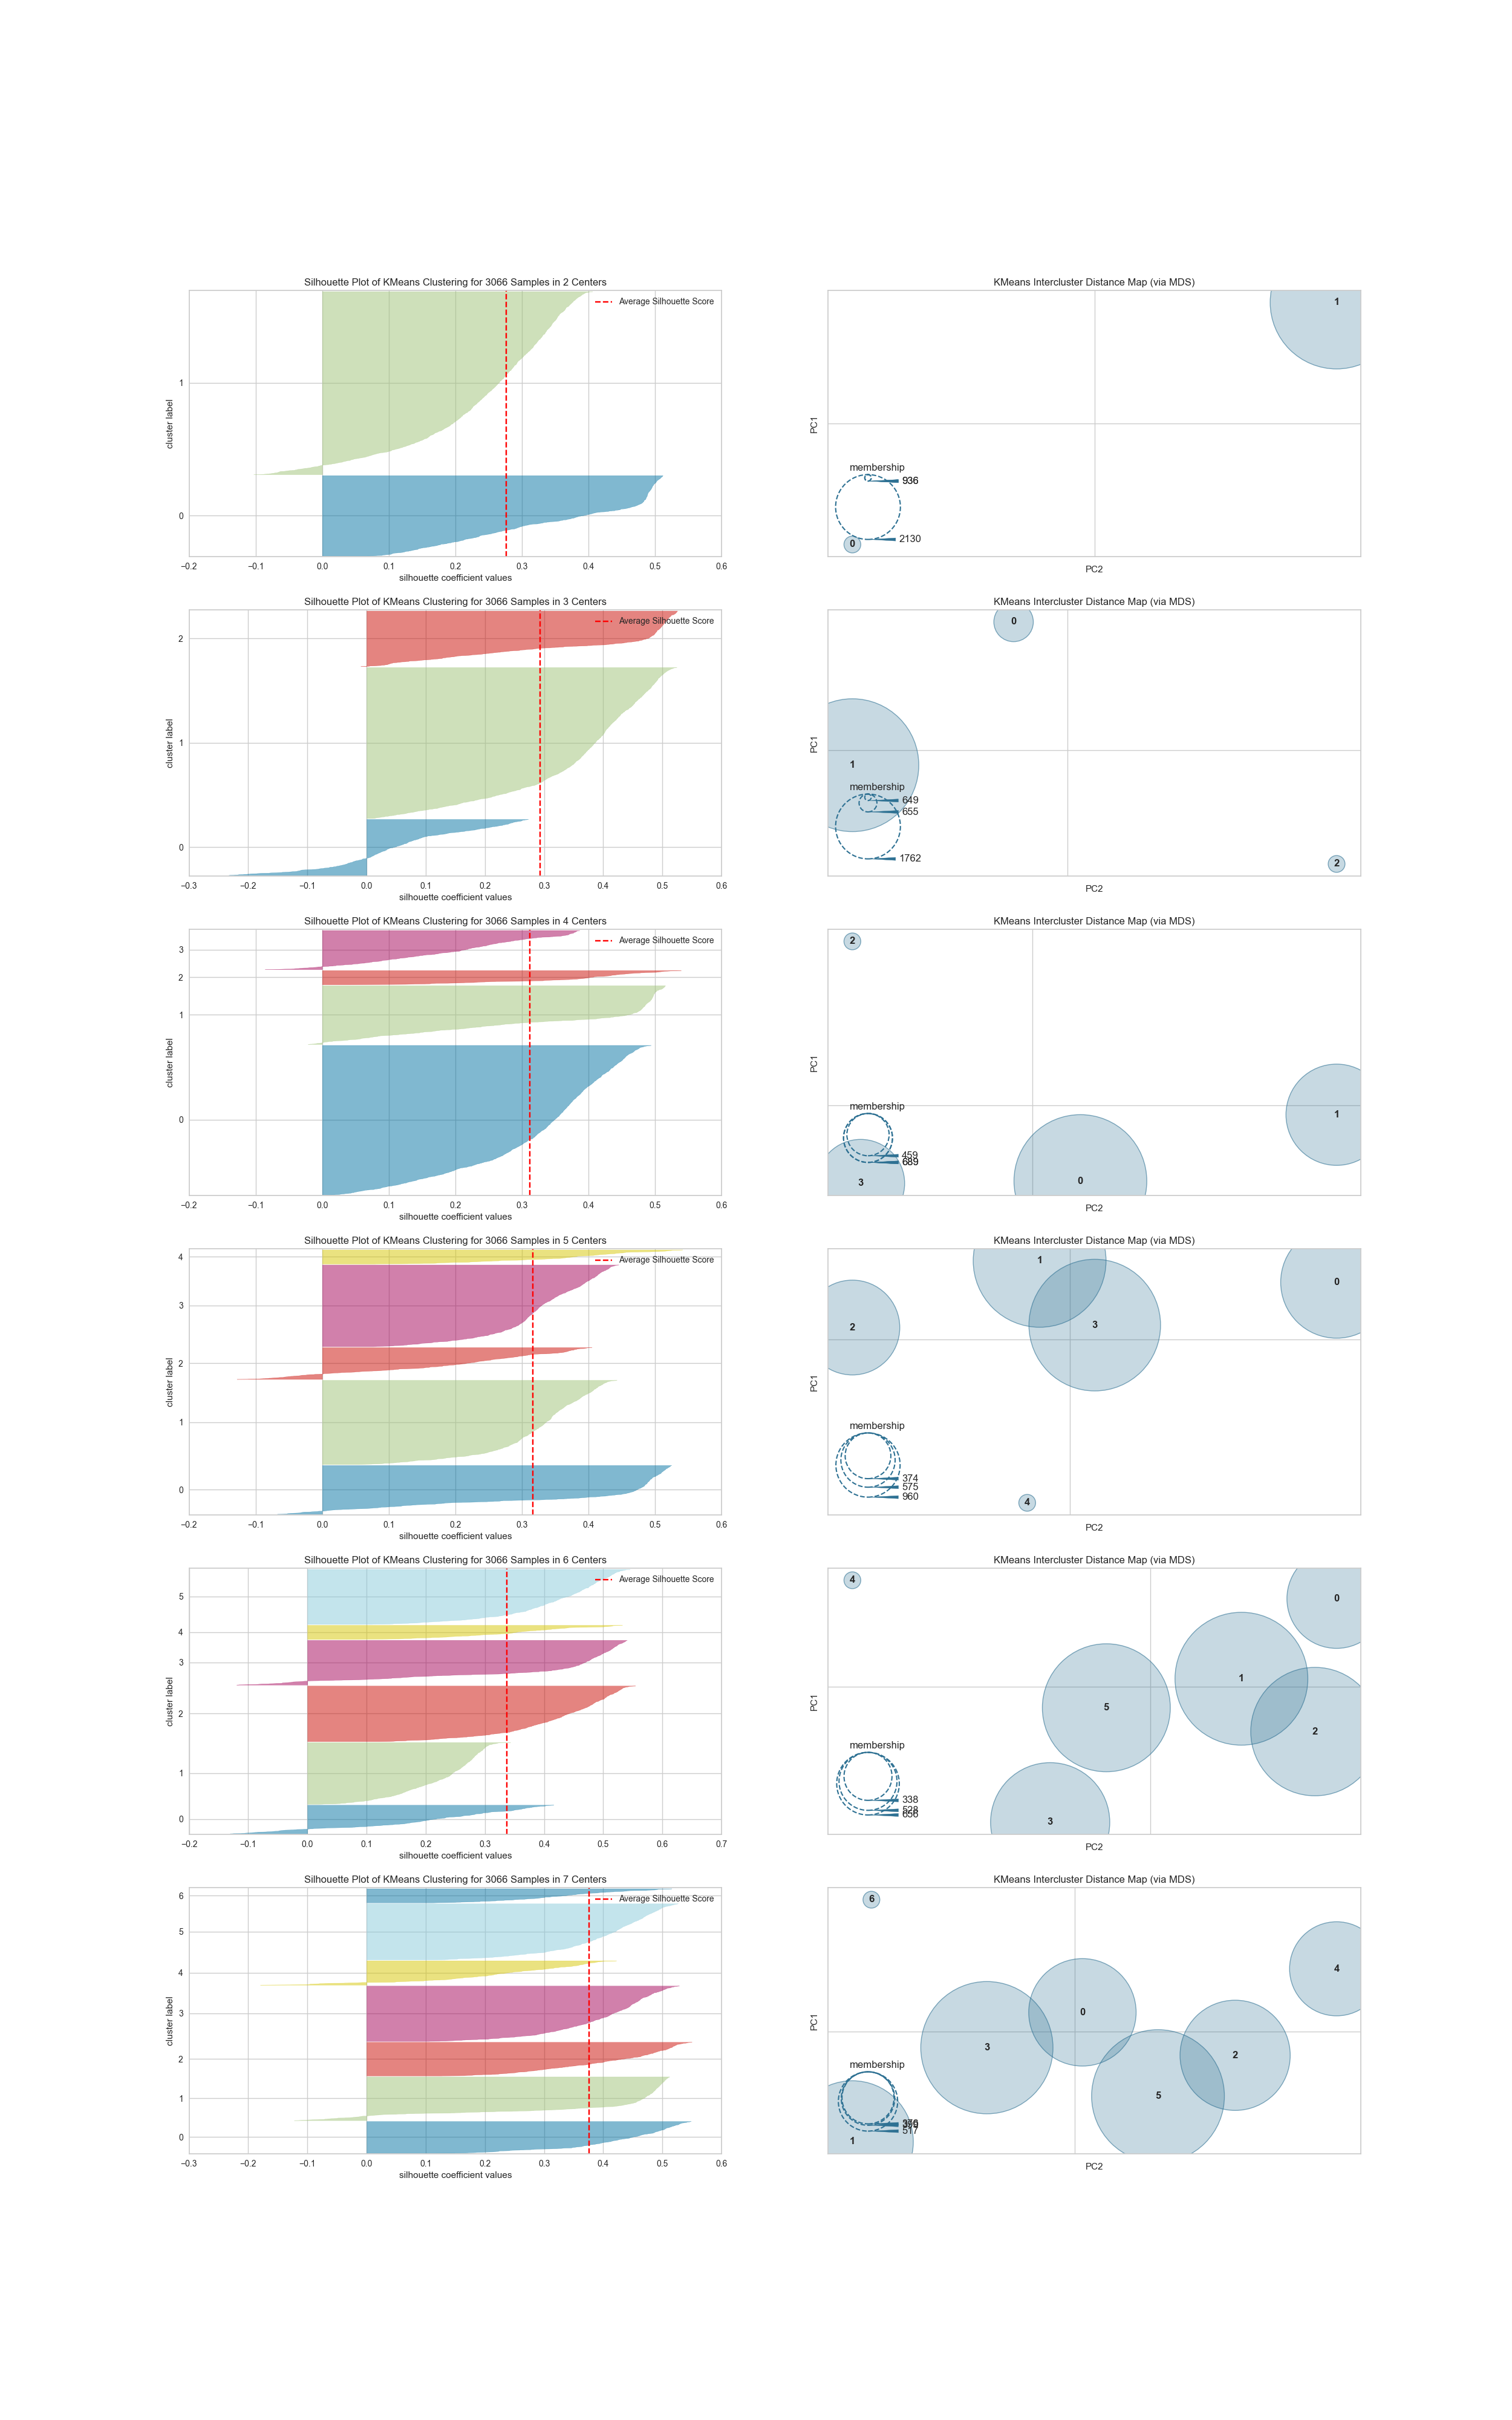 Silhouette Plot of KMeans Clustering for 3066 Samples in 2 Centers
Average Silhouette Score
1
0
cluster label
−0.2 −0.1 0.0 0.1 0.2 0.3 0.4 0.5 0.6
silhouette coefficient values
KMeans Intercluster Distance Map (via MDS)
1
PC1
membership
936
2130
0
PC2
Silhouette Plot of KMeans Clustering for 3066 Samples in 3 Centers
Average Silhouette Score
2
1
0
cluster label
−0.3 −0.2 −0.1 0.0 0.1 0.2 0.3 0.4 0.5 0.6
silhouette coefficient values
KMeans Intercluster Distance Map (via MDS)
0
PC1
1
membership
649
655
1762
2
PC2
Silhouette Plot of KMeans Clustering for 3066 Samples in 4 Centers
Average Silhouette Score
3
2
1
0
cluster label
−0.2 −0.1 0.0 0.1 0.2 0.3 0.4 0.5 0.6
silhouette coefficient values
KMeans Intercluster Distance Map (via MDS)
2
PC1
membership
1
459
689
3
0
PC2
Silhouette Plot of KMeans Clustering for 3066 Samples in 5 Centers
Average Silhouette Score
4
3
2
1
0
cluster label
−0.2 −0.1 0.0 0.1 0.2 0.3 0.4 0.5 0.6
silhouette coefficient values
KMeans Intercluster Distance Map (via MDS)
1
0
2
3
PC1
membership
374
575
960
4
PC2
Silhouette Plot of KMeans Clustering for 3066 Samples in 6 Centers
Average Silhouette Score
5
4
3
2
1
0
cluster label
−0.2 −0.1 0.0 0.1 0.2 0.3 0.4 0.5 0.6 0.7
silhouette coefficient values
KMeans Intercluster Distance Map (via MDS)
4
0
1
PC1
5
2
membership
338
528
656
3
PC2
Silhouette Plot of KMeans Clustering for 3066 Samples in 7 Centers
Average Silhouette Score
6
5
4
3
2
1
0
cluster label
−0.3 −0.2 −0.1 0.0 0.1 0.2 0.3 0.4 0.5 0.6
silhouette coefficient values
KMeans Intercluster Distance Map (via MDS)
6
4
0
PC1
3
2
membership
5
517
1
PC2